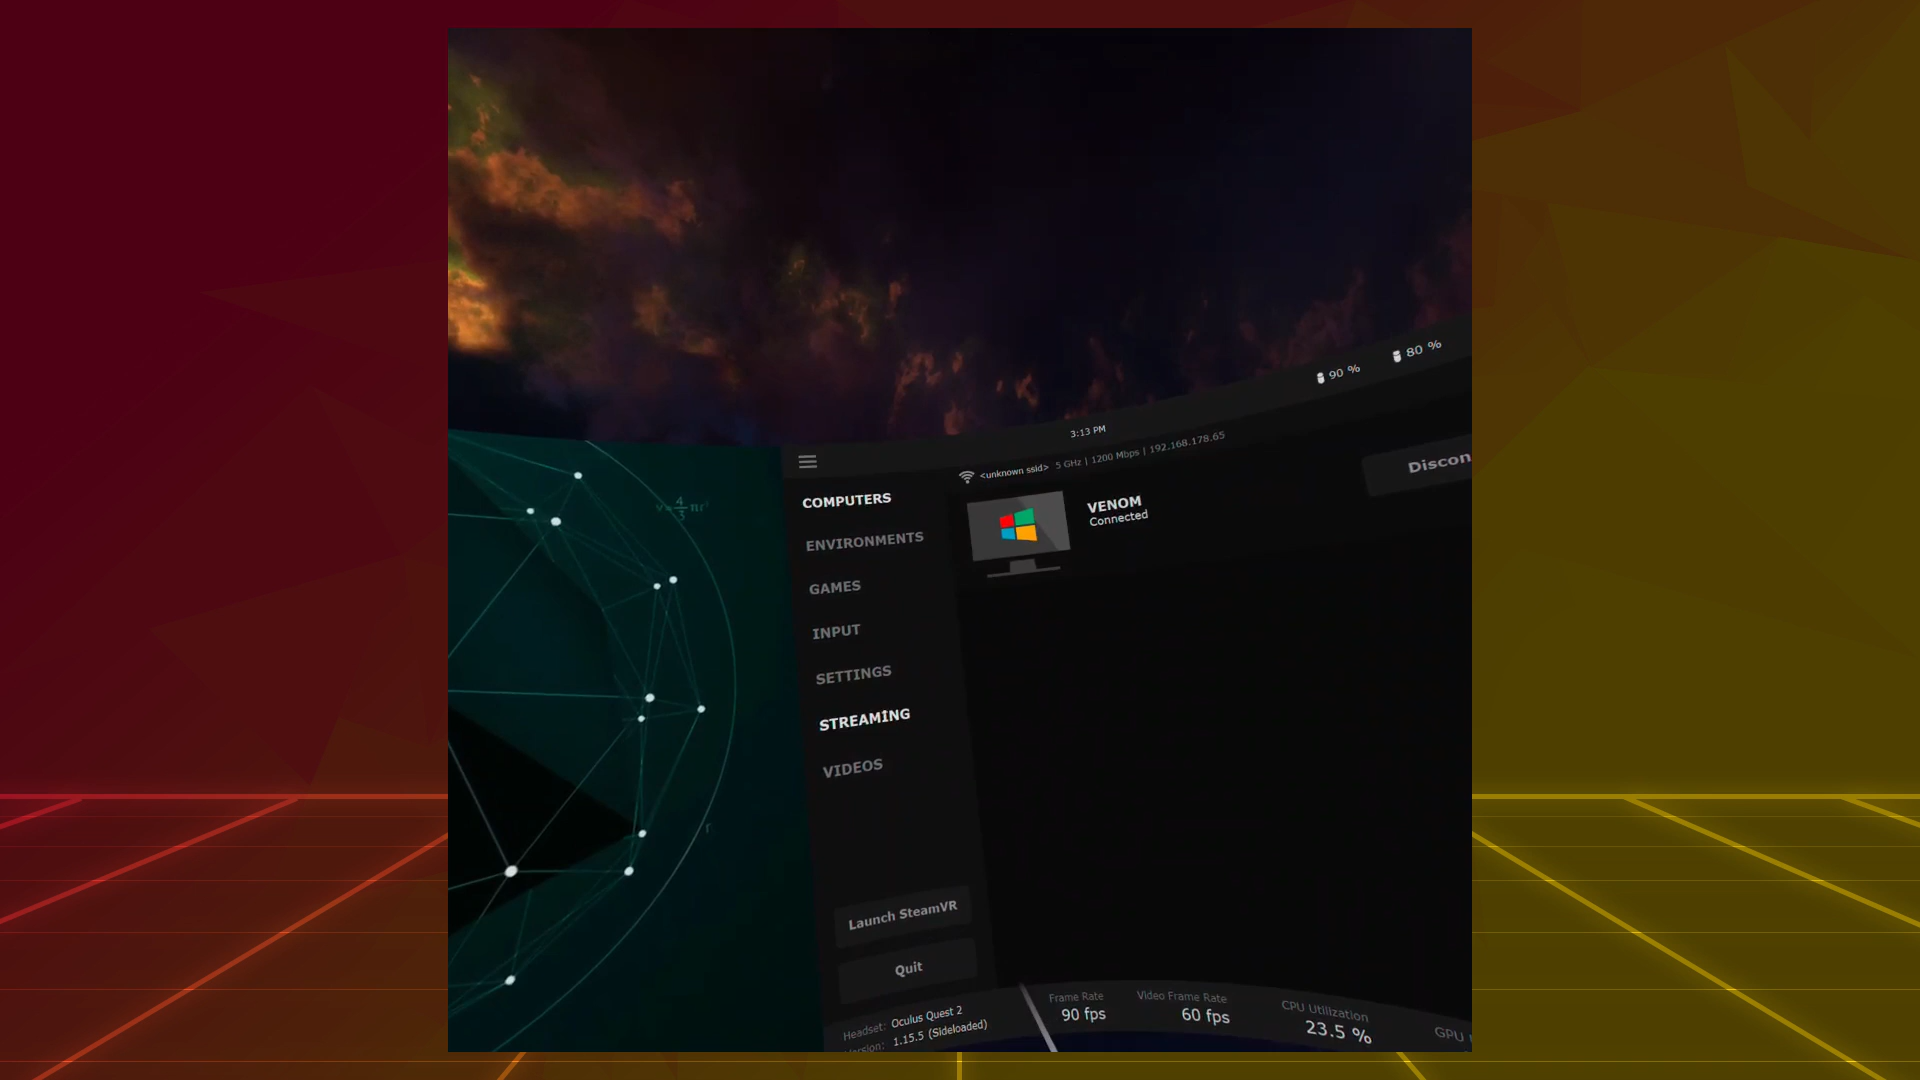 90 %
80 %
3:13 PM
<unknown ssid> 5 GHz | 1200 Mbps | 192.168.178.65
COMPUTERS
VENOM
Connected
Discon
ENVIRONMENTS
GAMES
INPUT
SETTINGS
STREAMING
VIDEOS
Launch SteamVR
Quit
Headset: Oculus Quest 2
Version: 1.15.5 (Sideloaded)
Frame Rate
90 fps
Video Frame Rate
60 fps
CPU Utilization
23.5 %
GPU
r